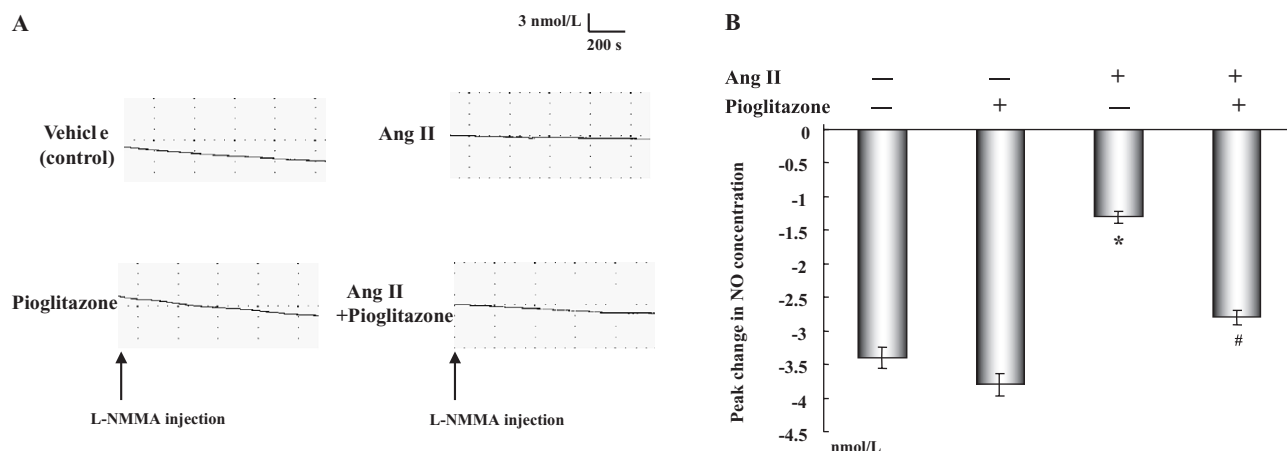 A
3 nmol/L
200 s
B
Ang II — — + +
Pioglitazone — + — +
Vehicl e
(control)
Ang II
Pioglitazone
Ang II
+Pioglitazone
L-NMMA injection
L-NMMA injection
Peak change in NO concentration
0
-0.5
-1
-1.5
-2
-2.5
-3
-3.5
-4
-4.5
nmol/L
*
#